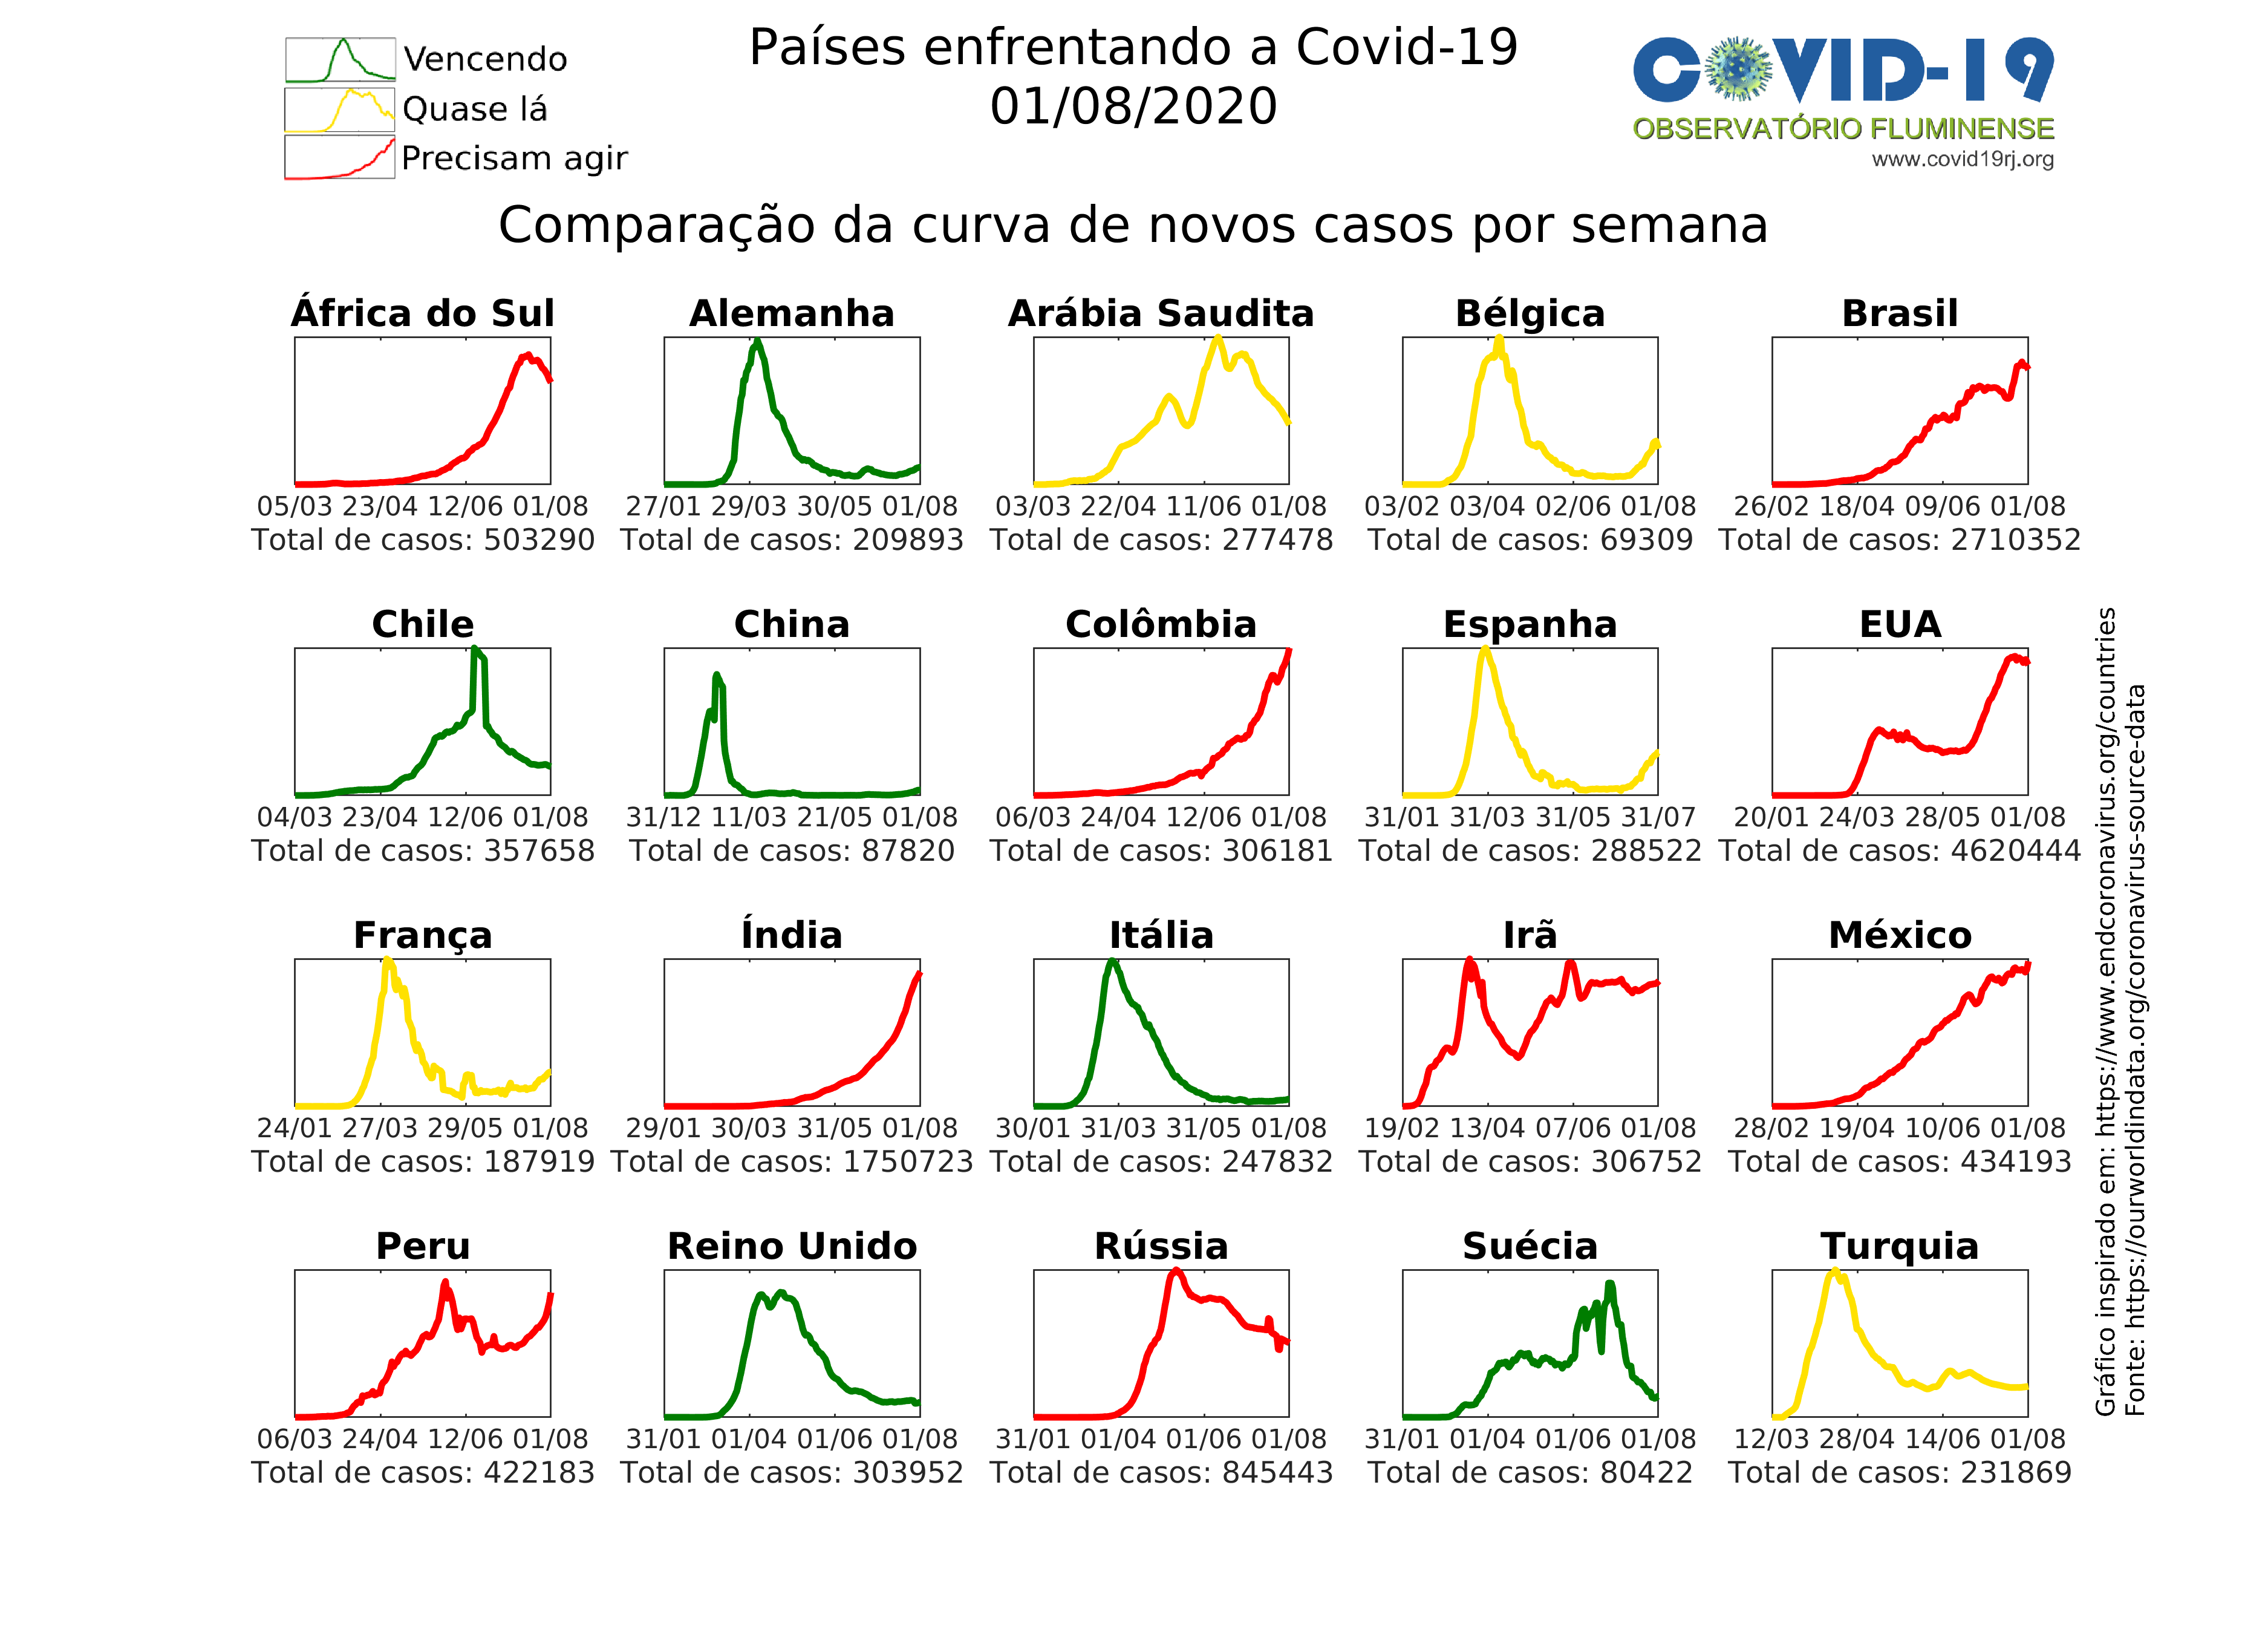 Vencendo
Quase lá
Precisam agir
Países enfrentando a Covid-19
01/08/2020
COVID-19
OBSERVATÓRIO FLUMINENSE
www.covid19rj.org
Comparação da curva de novos casos por semana
África do Sul
05/03 23/04 12/06 01/08
Total de casos: 503290
Alemanha
27/01 29/03 30/05 01/08
Total de casos: 209893
Arábia Saudita
03/03 22/04 11/06 01/08
Total de casos: 277478
Bélgica
03/02 03/04 02/06 01/08
Total de casos: 69309
Brasil
26/02 18/04 09/06 01/08
Total de casos: 2710352
Chile
04/03 23/04 12/06 01/08
Total de casos: 357658
China
31/12 11/03 21/05 01/08
Total de casos: 87820
Colômbia
06/03 24/04 12/06 01/08
Total de casos: 306181
Espanha
31/01 31/03 31/05 31/07
Total de casos: 288522
EUA
20/01 24/03 28/05 01/08
Total de casos: 4620444
França
24/01 27/03 29/05 01/08
Total de casos: 187919
Índia
29/01 30/03 31/05 01/08
Total de casos: 1750723
Itália
30/01 31/03 31/05 01/08
Total de casos: 247832
Irã
19/02 13/04 07/06 01/08
Total de casos: 306752
México
28/02 19/04 10/06 01/08
Total de casos: 434193
Peru
06/03 24/04 12/06 01/08
Total de casos: 422183
Reino Unido
31/01 01/04 01/06 01/08
Total de casos: 303952
Rússia
31/01 01/04 01/06 01/08
Total de casos: 845443
Suécia
31/01 01/04 01/06 01/08
Total de casos: 80422
Turquia
12/03 28/04 14/06 01/08
Total de casos: 231869
Gráfico inspirado em: https://www.endcoronavirus.org/countries
Fonte: https://ourworldindata.org/coronavirus-source-data